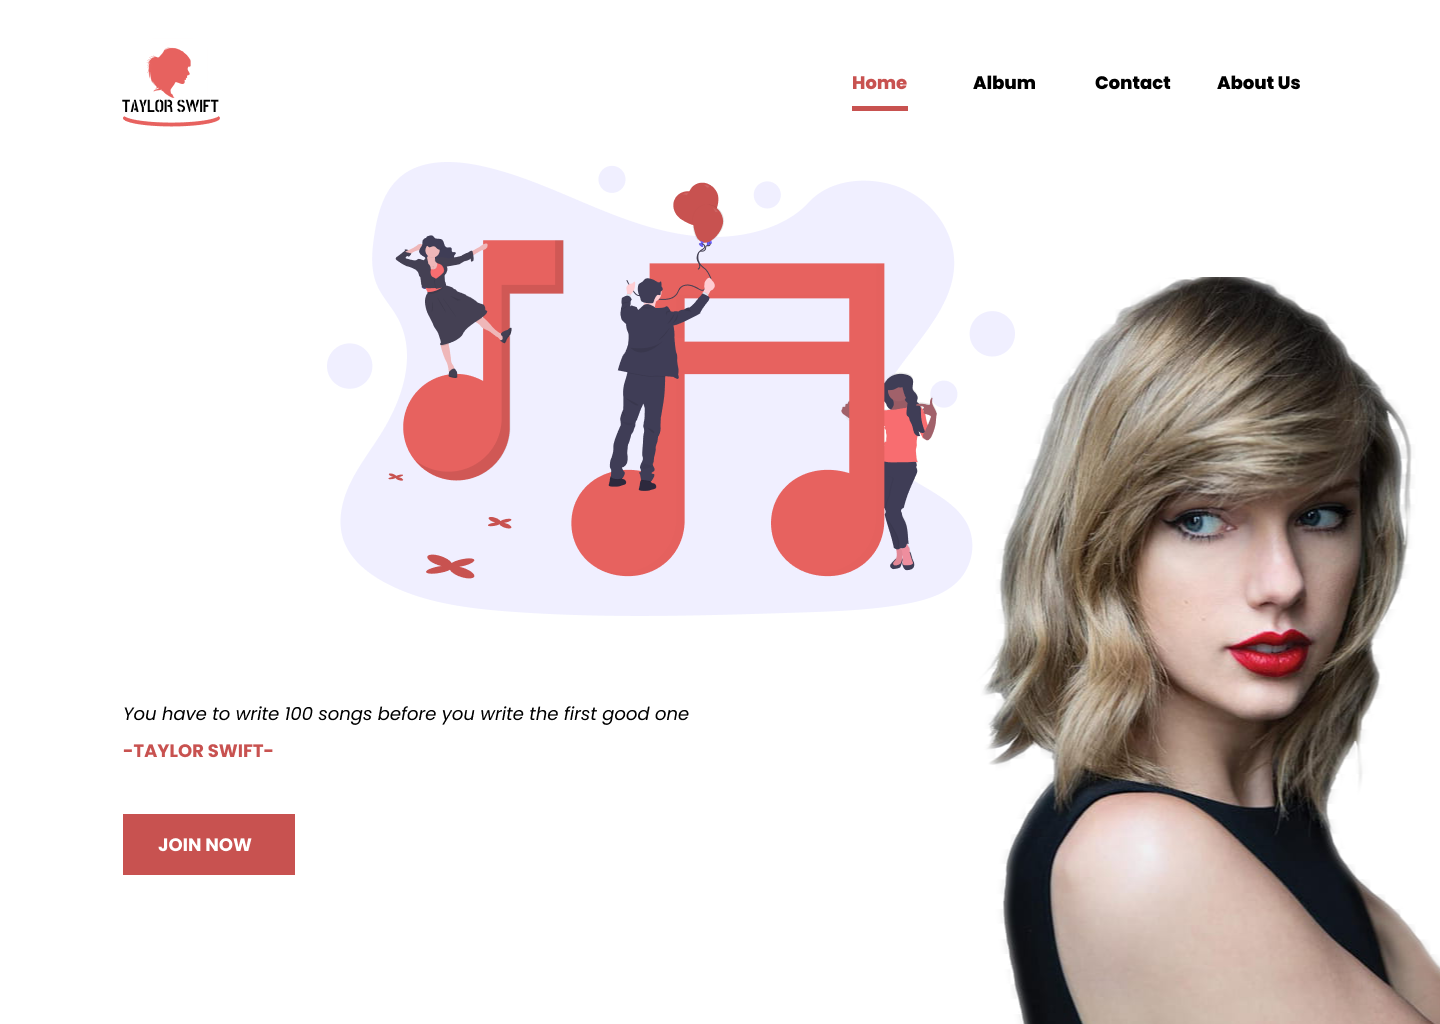 TAYLOR SWIFT
Home Album Contact About Us
You have to write 100 songs before you write the first good one
-TAYLOR SWIFT-
JOIN NOW